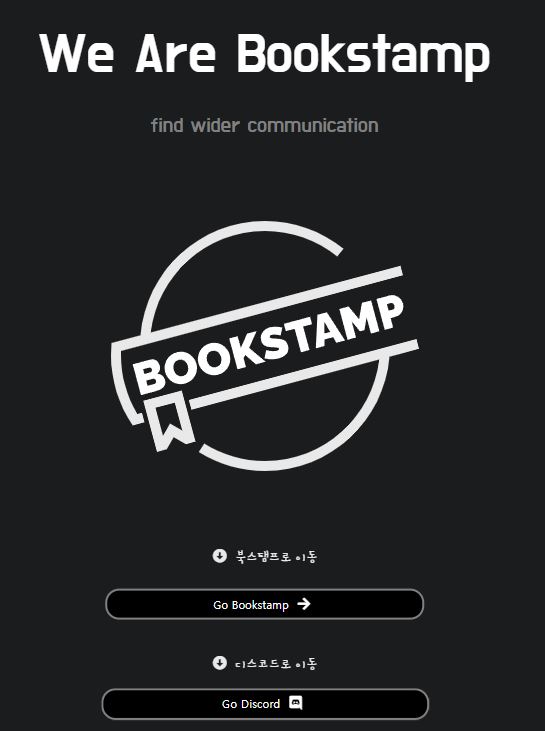 We Are Bookstamp
find wider communication
BOOKSTAMP
북스탬프로 이동
Go Bookstamp
디스코드로 이동
Go Discord